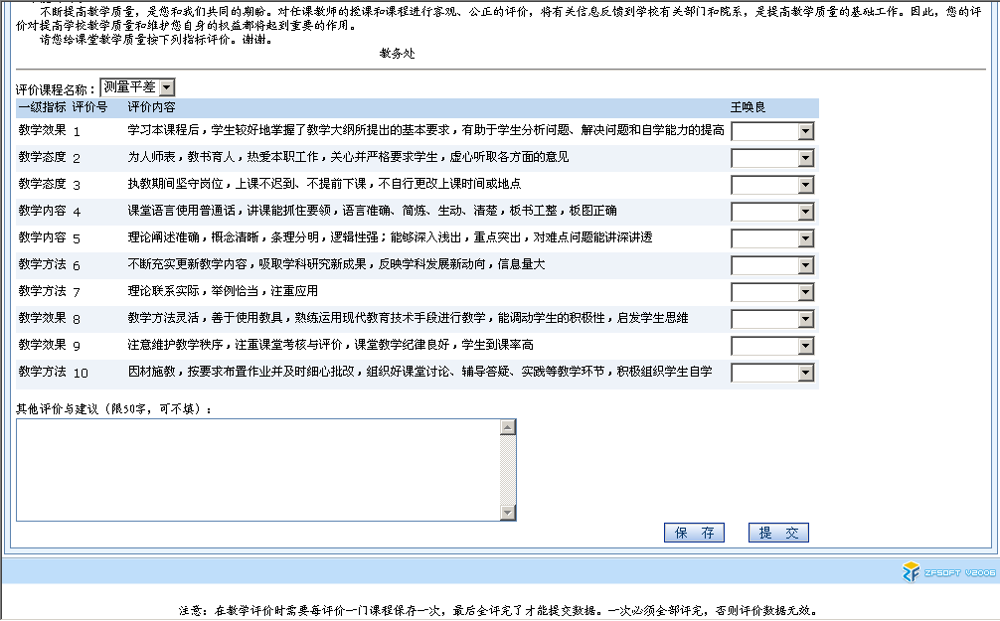 不断提高教学质量，是您和我们共同的期盼。对任课教师的授课和课程进行客观、公正的评价，将有关信息反馈到学校有关部门和院系，是提高教学质量的基础工作。因此，您的评
价对提高学校教学质量和维护您自身的权益都将起到重要的作用。
请您给课堂教学质量按下列指标评价。谢谢。
教务处
评价课程名称： 测量平差
一级指标 评价号 评价内容 王唤良
教学效果 1 学习本课程后，学生较好地掌握了教学大纲所提出的基本要求，有助于学生分析问题、解决问题和自学能力的提高
教学态度 2 为人师表，教书育人，热爱本职工作，关心并严格要求学生，虚心听取各方面的意见
教学态度 3 执教期间坚守岗位，上课不迟到、不提前下课，不自行更改上课时间或地点
教学内容 4 课堂语言使用普通话，讲课能抓住要领，语言准确、简炼、生动、清楚，板书工整，板图正确
教学内容 5 理论阐述准确，概念清晰，条理分明，逻辑性强；能够深入浅出，重点突出，对难点问题能讲深讲透
教学方法 6 不断充实更新教学内容，吸取学科研究新成果，反映学科发展新动向，信息量大
教学方法 7 理论联系实际，举例恰当，注重应用
教学效果 8 教学方法灵活，善于使用教具，熟练运用现代教育技术手段进行教学，能调动学生的积极性，启发学生思维
教学效果 9 注意维护教学秩序，注重课堂考核与评价，课堂教学纪律良好，学生到课率高
教学方法 10 因材施教，按要求布置作业并及时细心批改，组织好课堂讨论、辅导答疑、实践等教学环节，积极组织学生自学
其他评价与建议（限50字，可不填）：
保 存 提 交
ZFSOFT V2006
注意：在教学评价时需要每评价一门课程保存一次，最后全评完了才能提交数据。一次必须全部评完，否则评价数据无效。